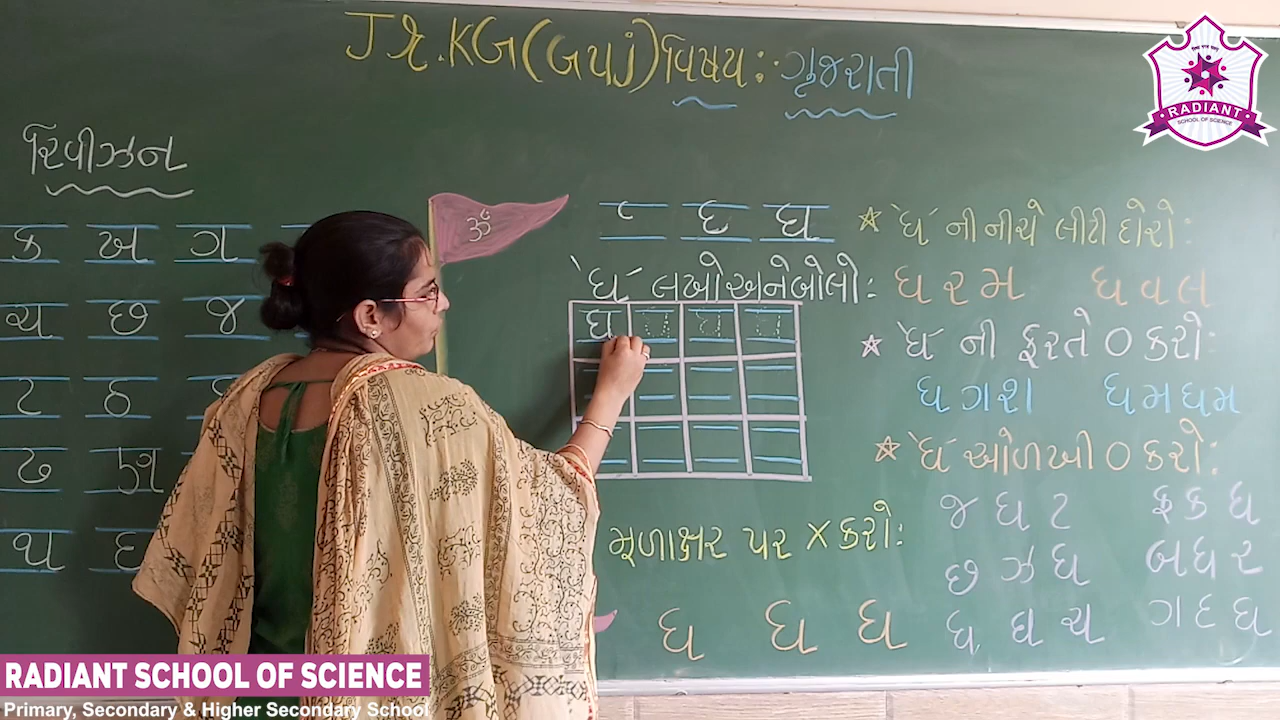 Jr.KG(Guj) વિષય: ગુજરાતી
RADIANT
SCHOOL OF SCIENCE
રિવીઝન
ક ખ ગ
ચ છ જ
ટ ઠ
ઢ ણ
થ દ
ૐ
દ ઘ
'ધ' લખો અને બોલો:
ધ
મૂળાક્ષર પર X કરો:
ધ ધ ધ
☆ 'ધ' ની નીચે લીટી દોરો:
ધરમ ધવલ
☆ 'ધ' ની ફરતે O કરો:
ધગશ ધમધમ
☆ 'ધ' ઓળખી O કરો:
જ ધ ટ ફ ક ધ
છ ઝ ધ બ ધ ર
ધ ઘ ચ ગ દ ધ
RADIANT SCHOOL OF SCIENCE
Primary, Secondary & Higher Secondary School